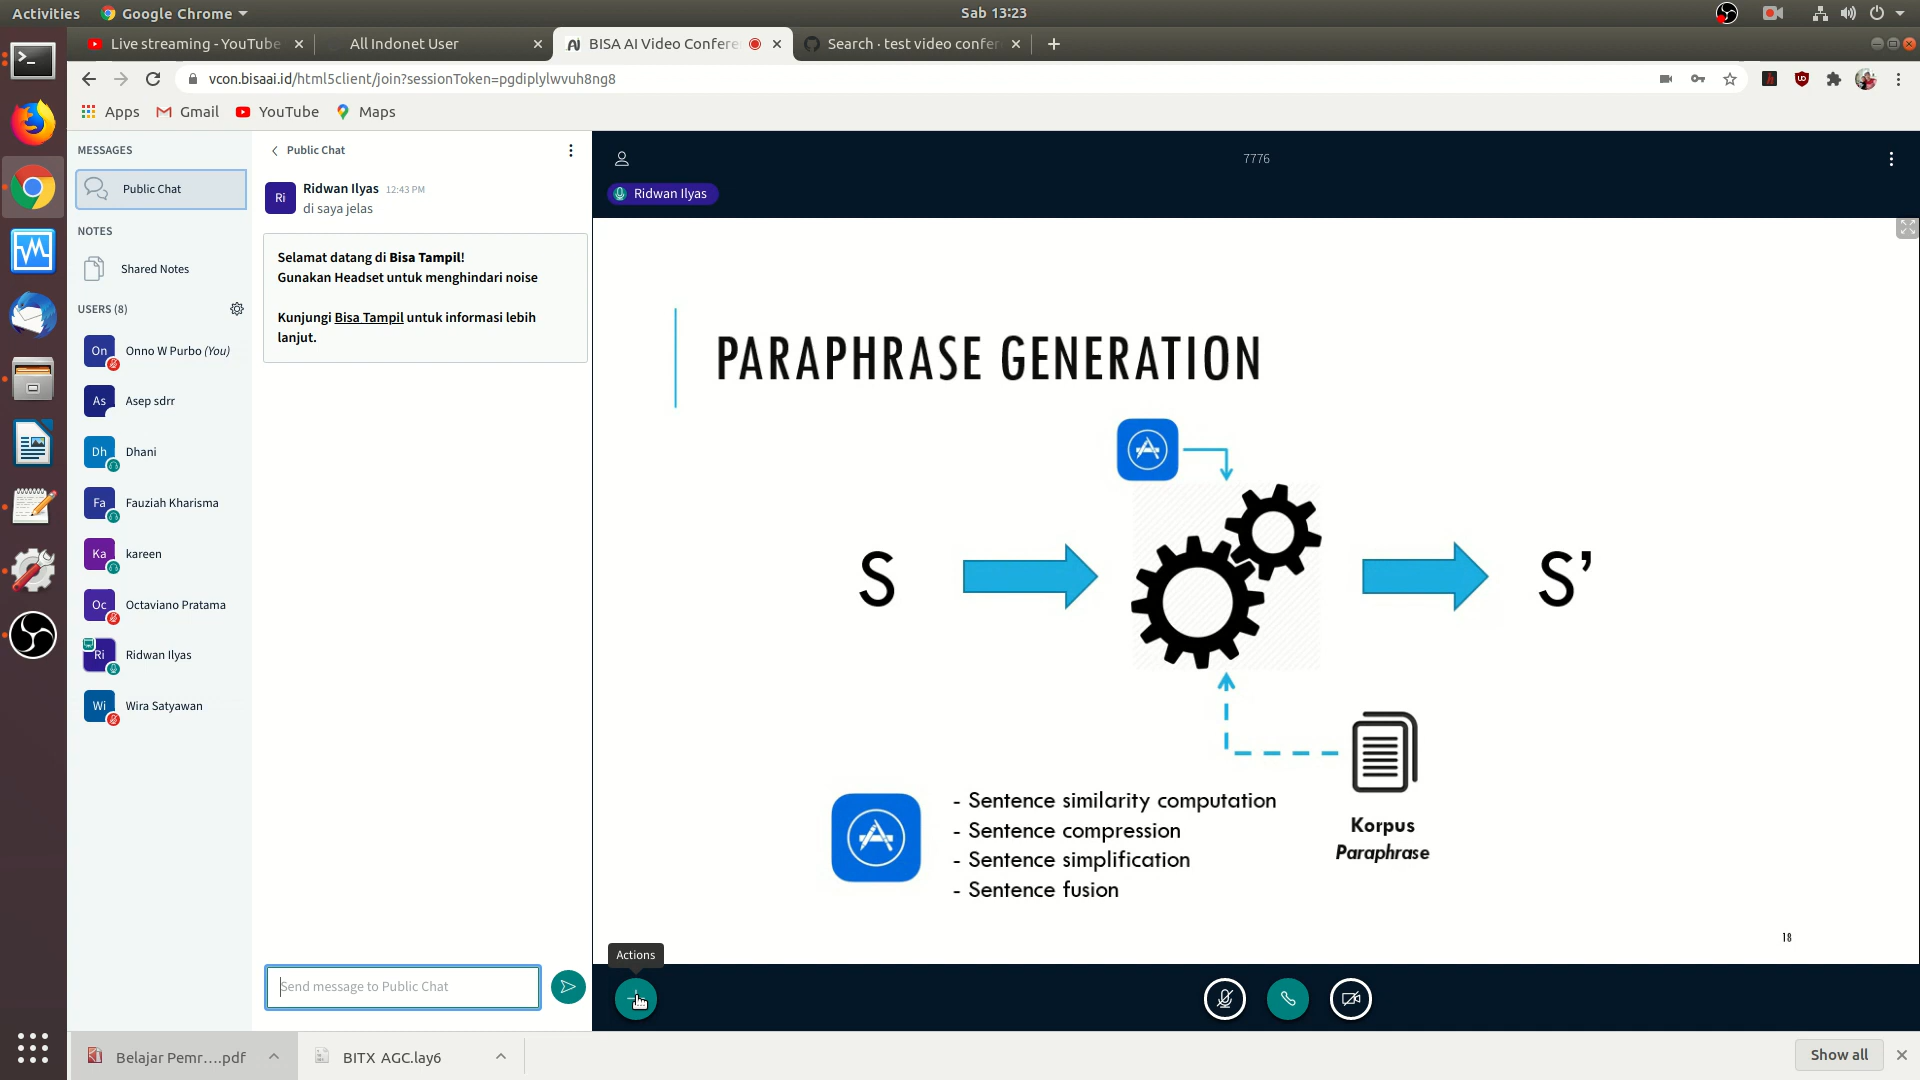 Activities
Google Chrome
Sab 13:23
Live streaming - YouTube
All Indonet User
BISA AI Video Confere
Search · test video confer
vcon.bisaai.id/html5client/join?sessionToken=pgdiplylwvuh8ng8
Apps
Gmail
YouTube
Maps
MESSAGES
Public Chat
NOTES
Shared Notes
USERS (8)
On
Onno W Purbo (You)
As
Asep sdrr
Dh
Dhani
Fa
Fauziah Kharisma
Ka
kareen
Oc
Octaviano Pratama
Ri
Ridwan Ilyas
Wi
Wira Satyawan
Public Chat
Ri
Ridwan Ilyas 12:43 PM
di saya jelas
Selamat datang di Bisa Tampil!
Gunakan Headset untuk menghindari noise
Kunjungi Bisa Tampil untuk informasi lebih
lanjut.
Send message to Public Chat
7776
Ridwan Ilyas
PARAPHRASE GENERATION
S
S’
- Sentence similarity computation
- Sentence compression
- Sentence simplification
- Sentence fusion
Korpus
Paraphrase
18
Actions
Belajar Pemr....pdf
BITX AGC.lay6
Show all